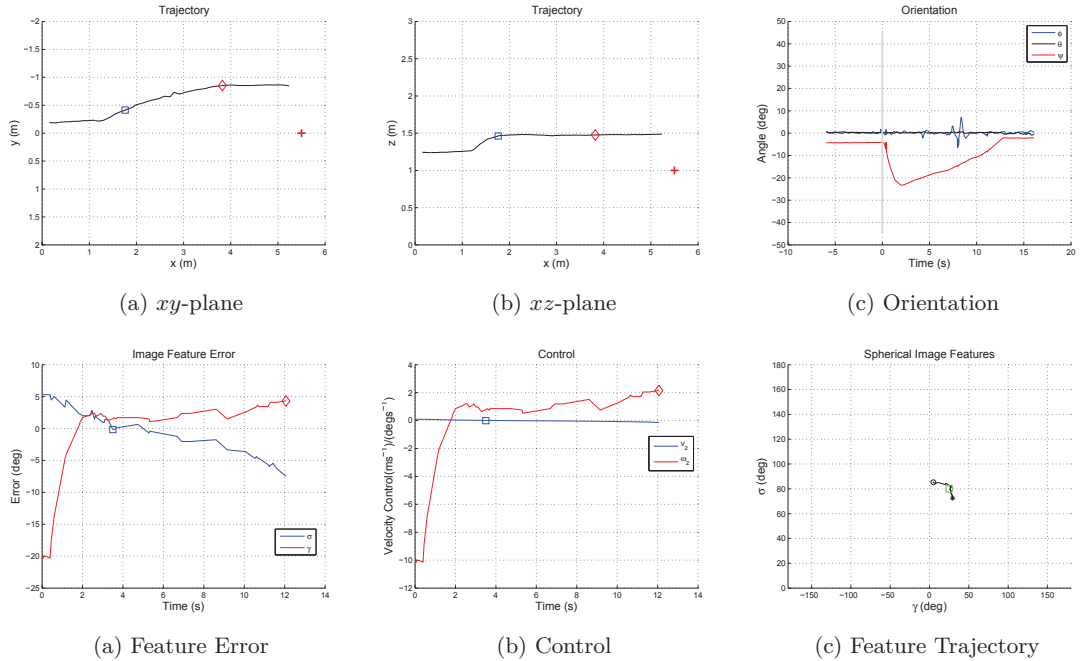 Trajectory
−2
−1.5
−1
−0.5
0
0.5
1
1.5
2
y (m)
0 1 2 3 4 5 6
x (m)
(a) xy-plane
Trajectory
3
2.5
2
1.5
1
0.5
0
z (m)
0 1 2 3 4 5 6
x (m)
(b) xz-plane
Orientation
50
40
30
20
10
0
−10
−20
−30
−40
−50
Angle (deg)
−10 −5 0 5 10 15 20
Time (s)
ϕ
θ
ψ
(c) Orientation
Image Feature Error
10
5
0
−5
−10
−15
−20
−25
Error (deg)
0 2 4 6 8 10 12 14
Time (s)
σ
γ
(a) Feature Error
Control
4
2
0
−2
−4
−6
−8
−10
−12
Velocity Control(ms⁻¹)/(degs⁻¹)
0 2 4 6 8 10 12 14
Time (s)
v_z
ω_z
(b) Control
Spherical Image Features
180
160
140
120
100
80
60
40
20
0
σ (deg)
−150 −100 −50 0 50 100 150
γ (deg)
(c) Feature Trajectory